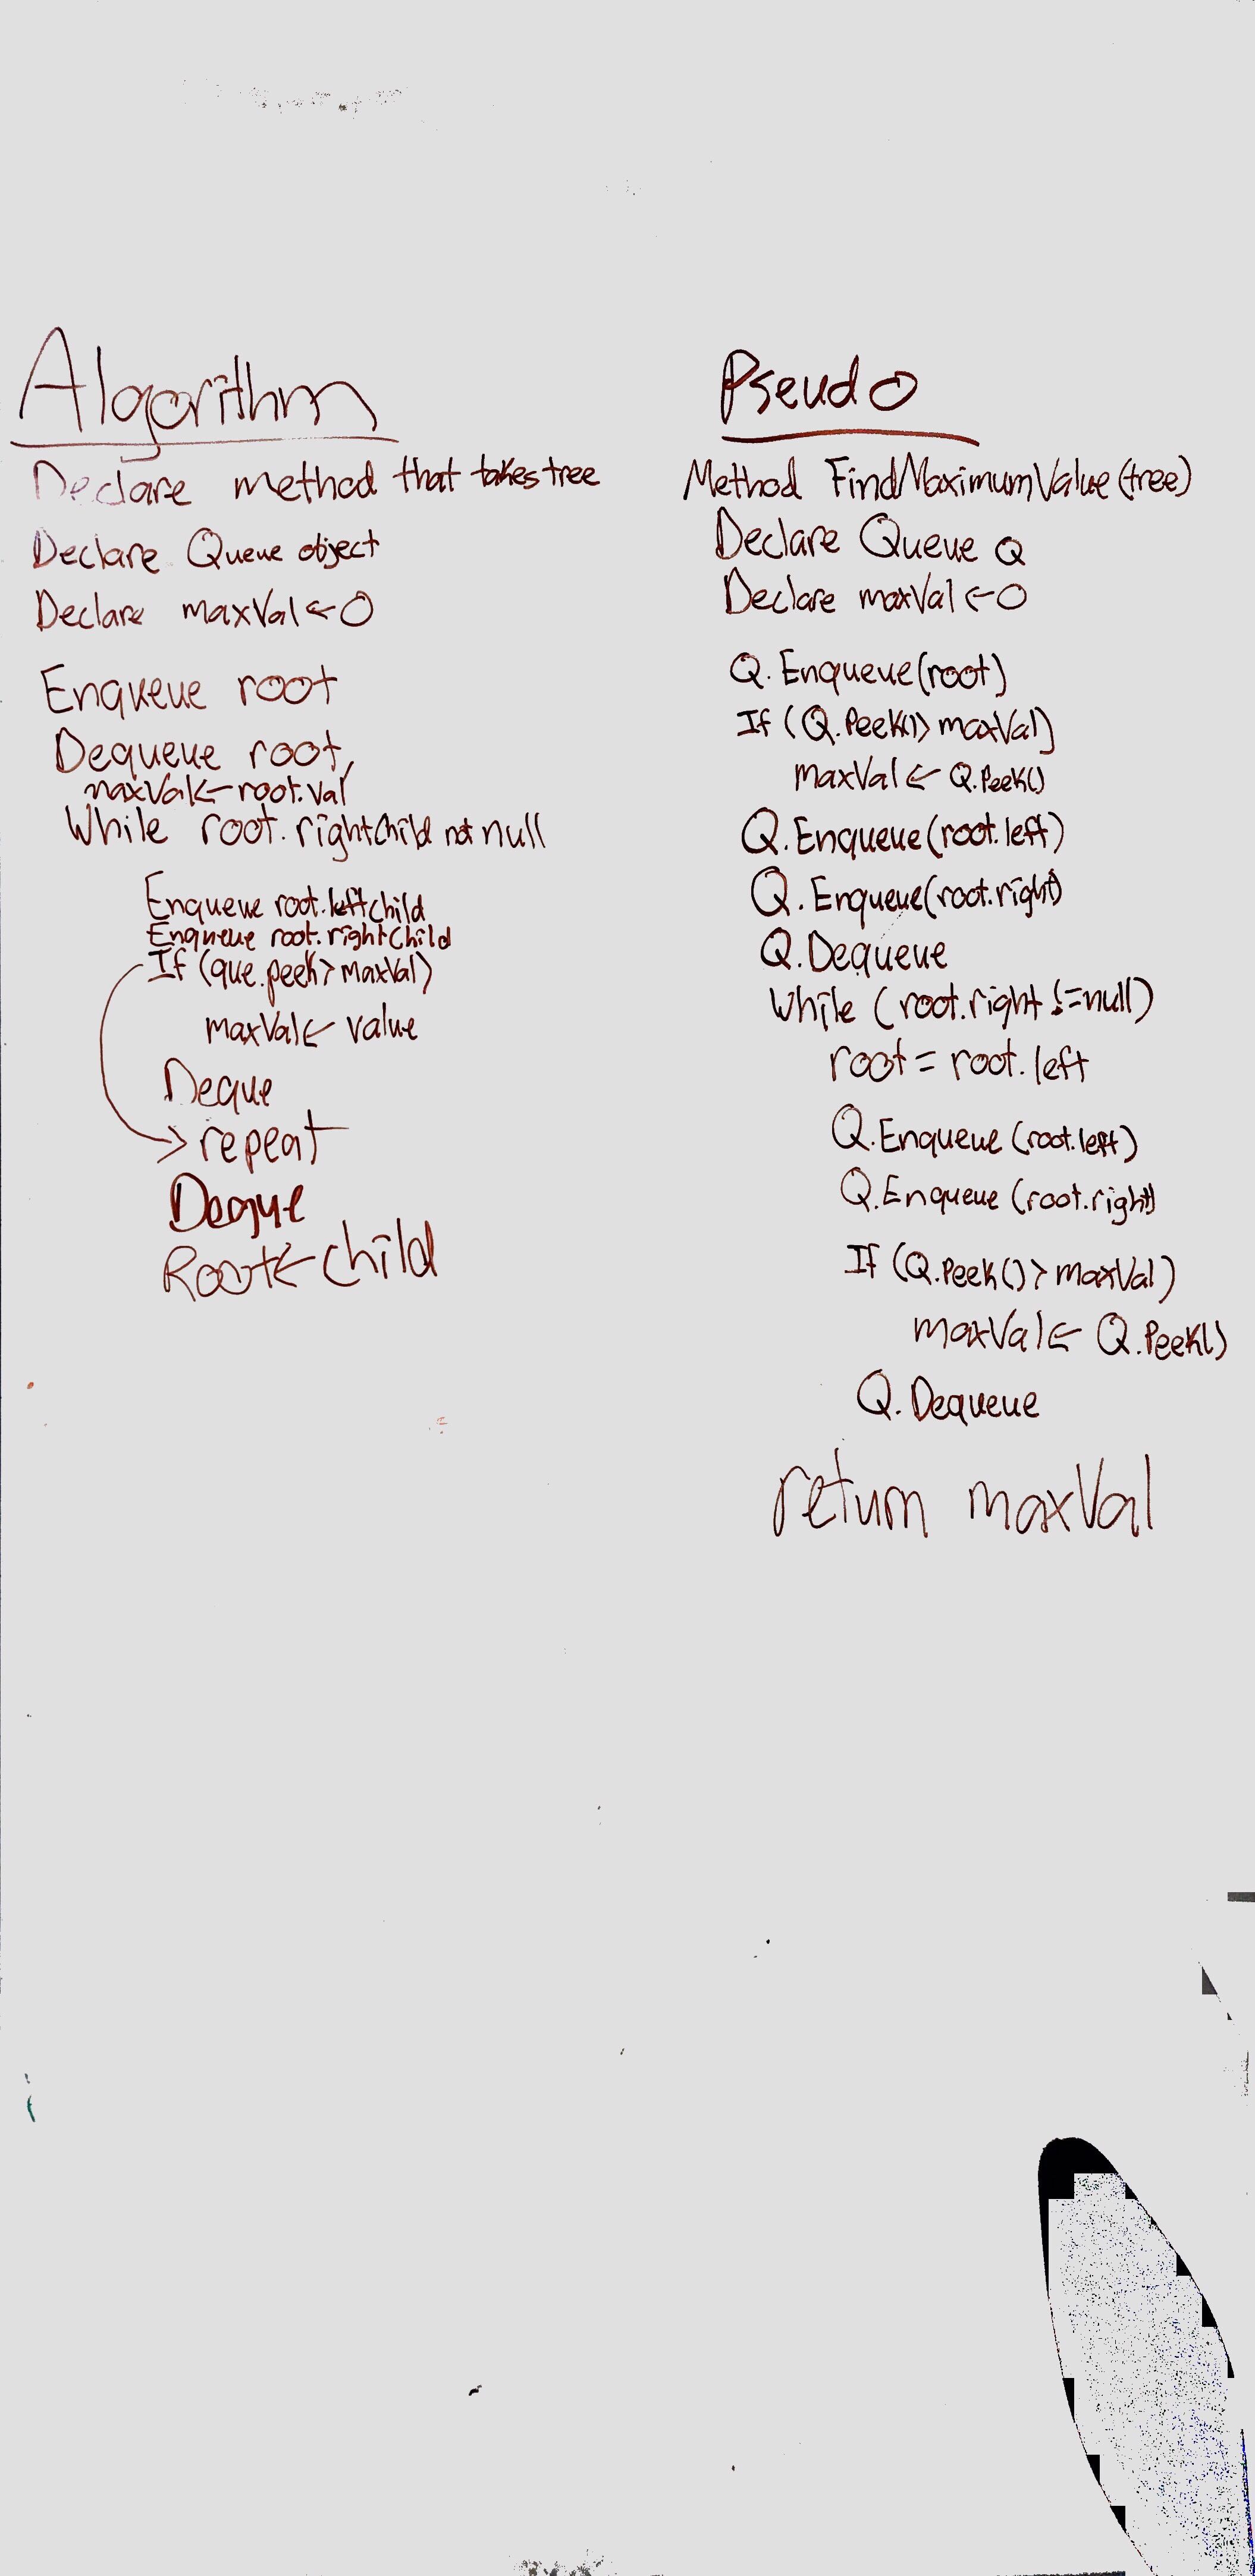 Algorithm
Declare method that takes tree
Declare Queue object
Declare maxVal ← 0
Enqueue root
Dequeue root,
maxVal ← root.val
While root.rightChild not null
Enqueue root.leftChild
Enqueue root.rightChild
If (que.peek > maxVal)
maxVal ← value
Deque
→ repeat
Deque
Root ← child
Pseudo
Method FindMaximumValue(tree)
Declare Queue Q
Declare maxVal ← 0
Q.Enqueue(root)
If (Q.Peek() > maxVal)
maxVal ← Q.Peek()
Q.Enqueue(root.left)
Q.Enqueue(root.right)
Q.Dequeue
While (root.right != null)
root = root.left
Q.Enqueue (root.left)
Q.Enqueue (root.right)
If (Q.Peek() > maxVal)
maxVal ← Q.Peek()
Q.Dequeue
return maxVal